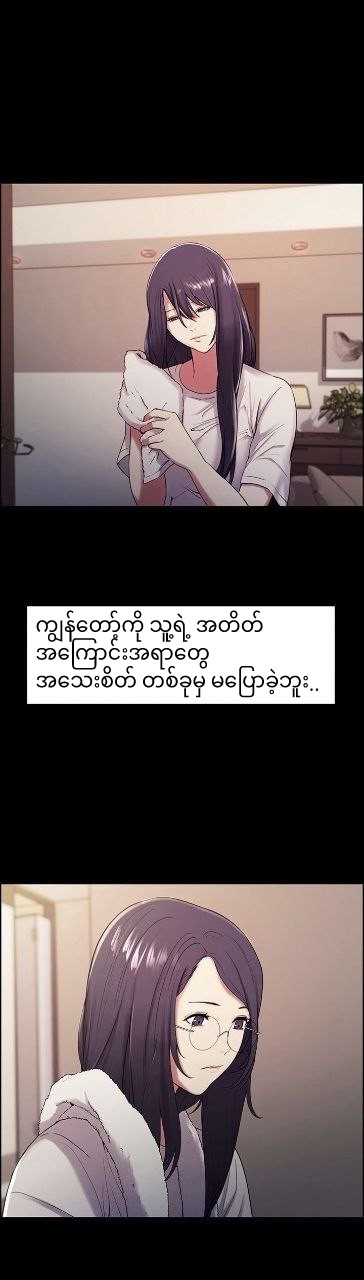 ကျွန်တော့်ကို သူ့ရဲ့ အတိတ်
အကြောင်းအရာတွေ
အသေးစိတ် တစ်ခုမှ မပြောခဲ့ဘူး..